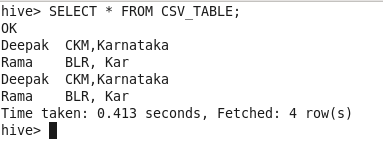 hive> SELECT * FROM CSV_TABLE;
OK
Deepak  CKM,Karnataka
Rama    BLR, Kar
Deepak  CKM,Karnataka
Rama    BLR, Kar
Time taken: 0.413 seconds, Fetched: 4 row(s)
hive>